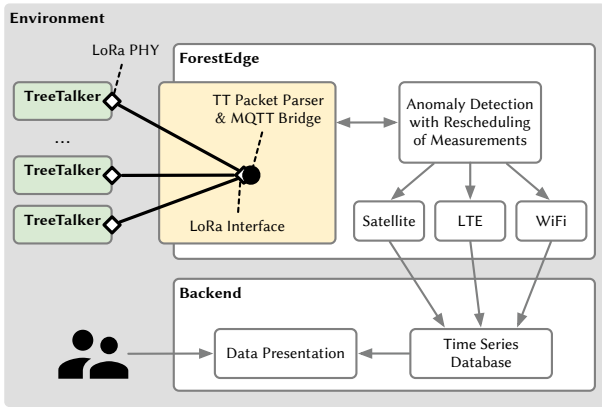 Environment
LoRa PHY
ForestEdge
TreeTalker
...
TreeTalker
TreeTalker
TT Packet Parser
& MQTT Bridge
LoRa Interface
Anomaly Detection
with Rescheduling
of Measurements
Satellite
LTE
WiFi
Backend
Data Presentation
Time Series
Database